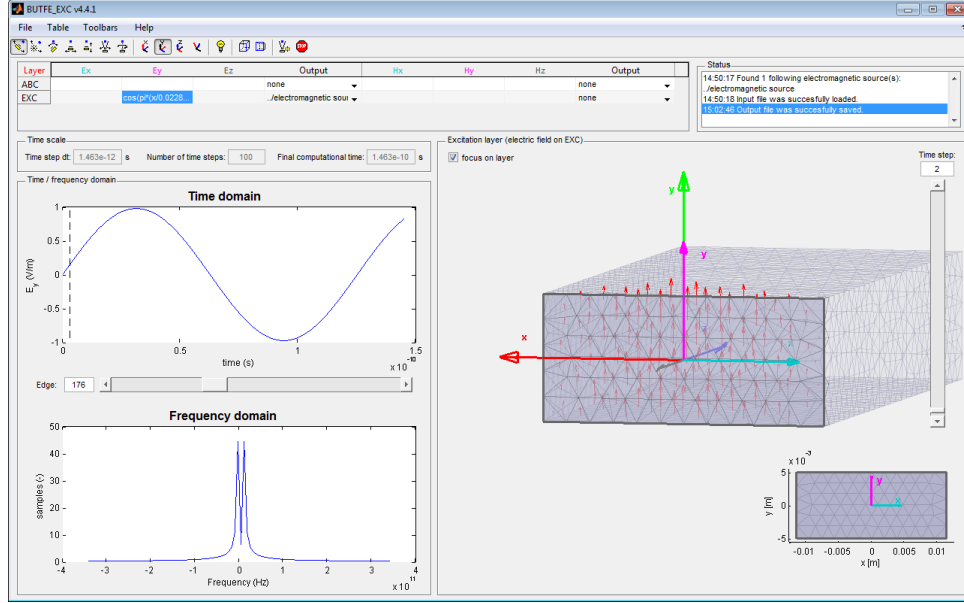 BUTFE_EXC v4.4.1
File Table Toolbars Help
Layer Ex Ey Ez Output Hx Hy Hz Output
ABC none none
EXC cos(pi*(x/0.0228... ../electromagnetic sour none
Status
14:50:17 Found 1 following electromagnetic source(s):
../electromagnetic source
14:50:18 Input file was succesfully loaded.
15:02:46 Output file was succesfully saved.
Time scale
Time step dt: 1.463e-12 s Number of time steps: 100 Final computational time: 1.463e-10 s
Time / frequency domain
Time domain
1
0.5
0
-0.5
-1
E_y (V/m)
0 0.5 1 1.5
time (s)
x 10^-10
Edge: 176
Frequency domain
50
40
30
20
10
0
samples (-)
-4 -3 -2 -1 0 1 2 3 4
Frequency (Hz)
x 10^11
Excitation layer (electric field on EXC)
focus on layer
Time step:
2
y
y
x
x 10^-3
5
0
-5
y [m]
y
x
-0.01 -0.005 0 0.005 0.01
x [m]